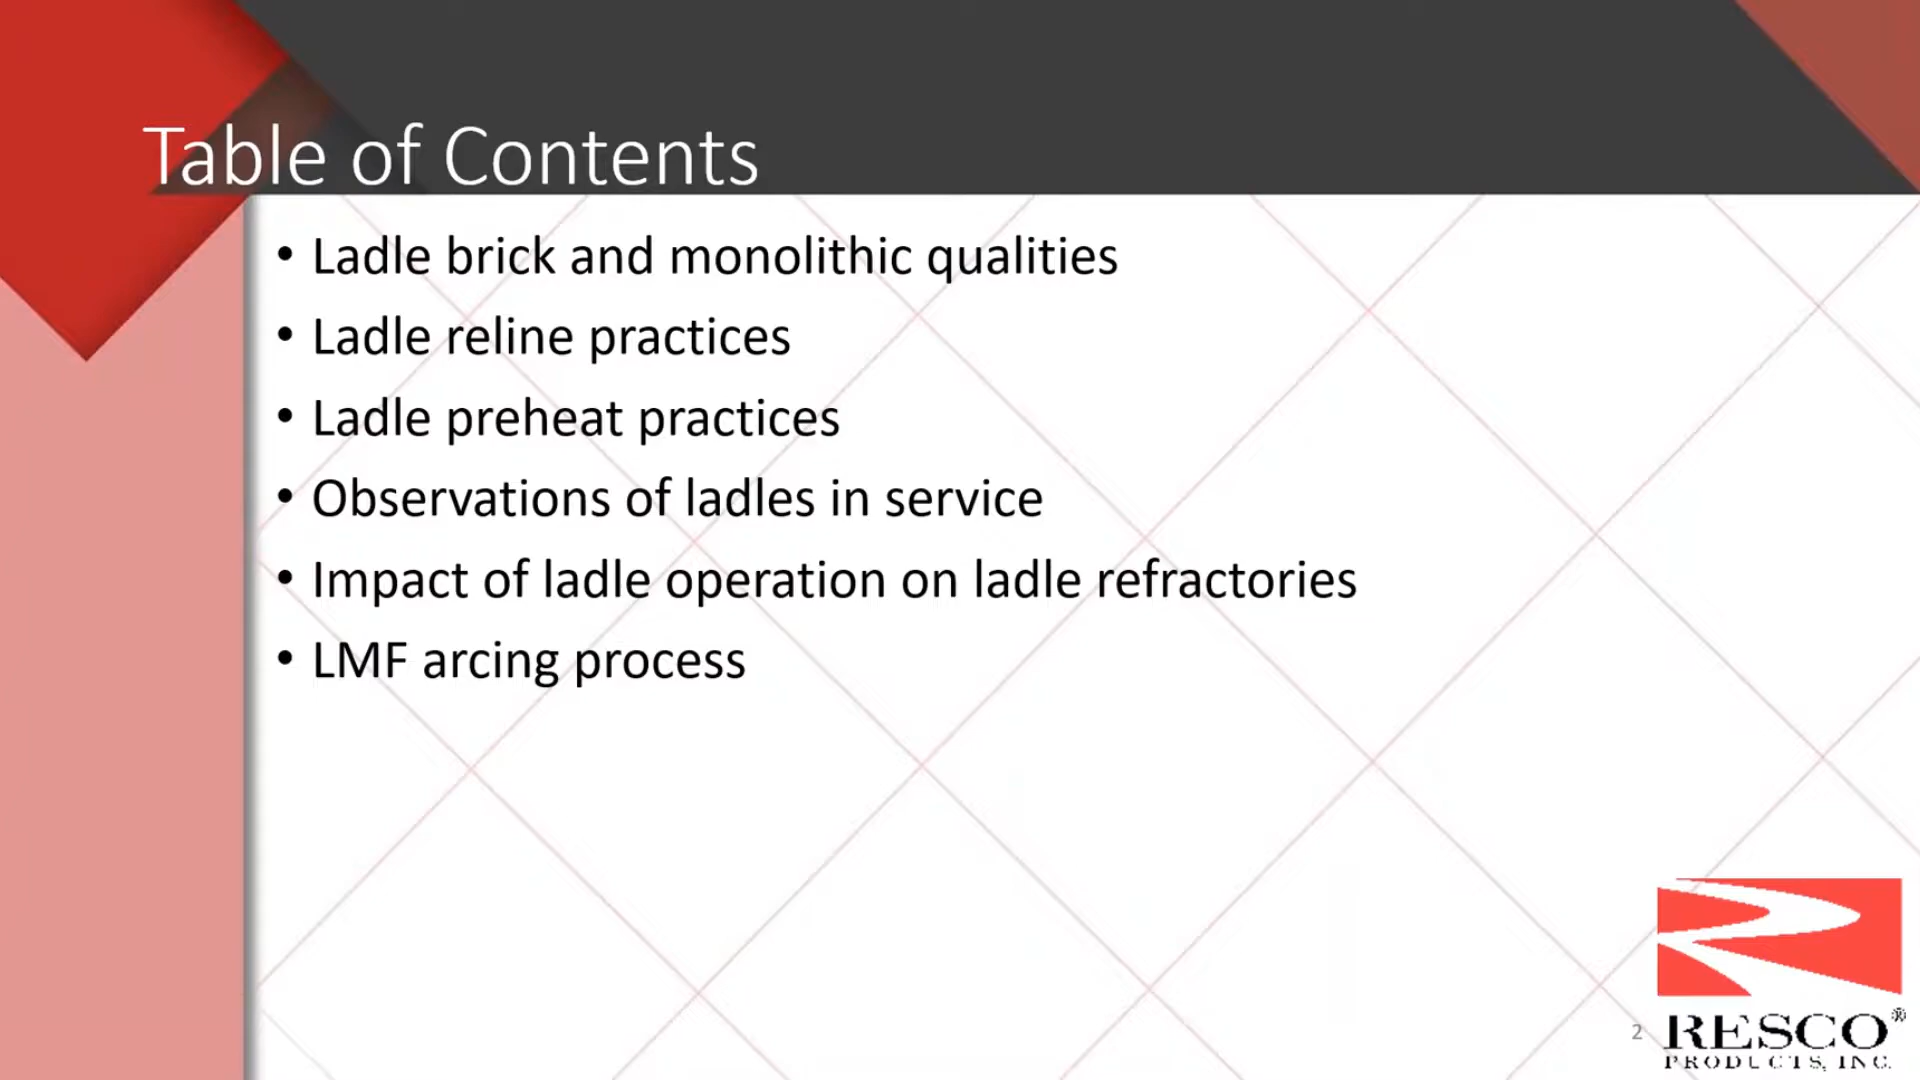 Table of Contents
• Ladle brick and monolithic qualities
• Ladle reline practices
• Ladle preheat practices
• Observations of ladles in service
• Impact of ladle operation on ladle refractories
• LMF arcing process
2
RESCO®
PRODUCTS, INC.